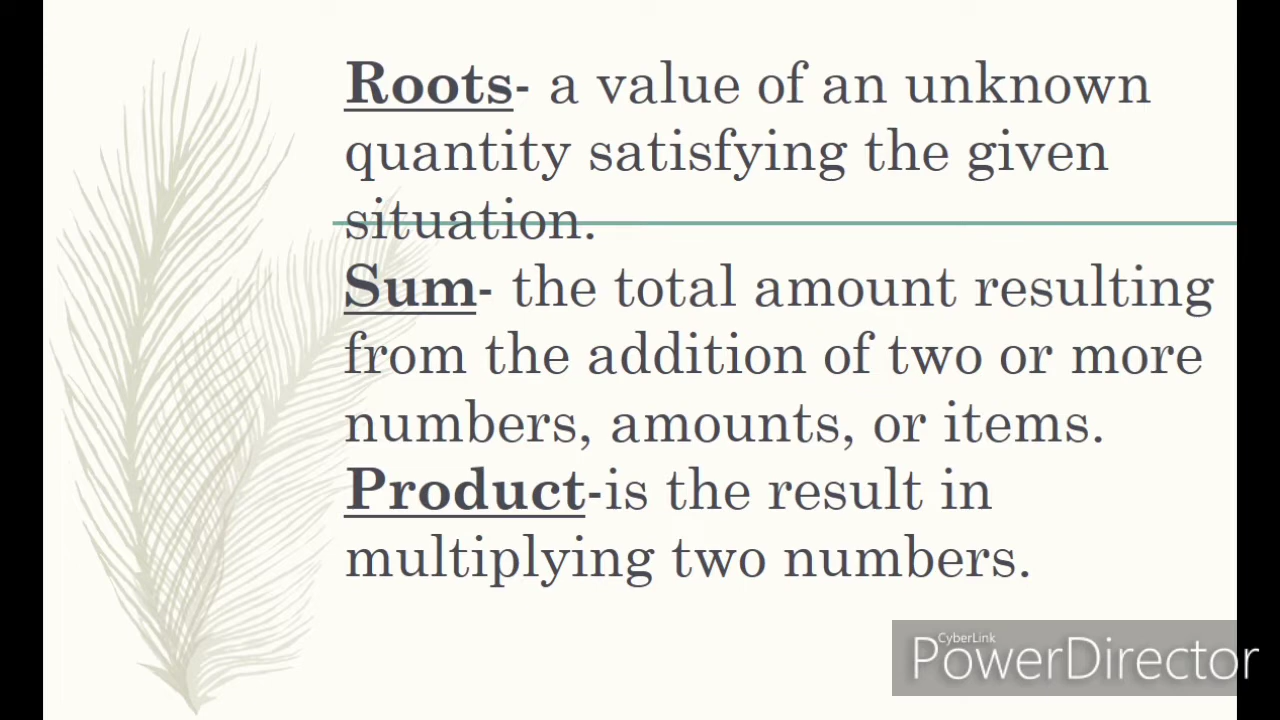 Roots- a value of an unknown
quantity satisfying the given
situation.
Sum- the total amount resulting
from the addition of two or more
numbers, amounts, or items.
Product-is the result in
multiplying two numbers.
CyberLink
PowerDirector